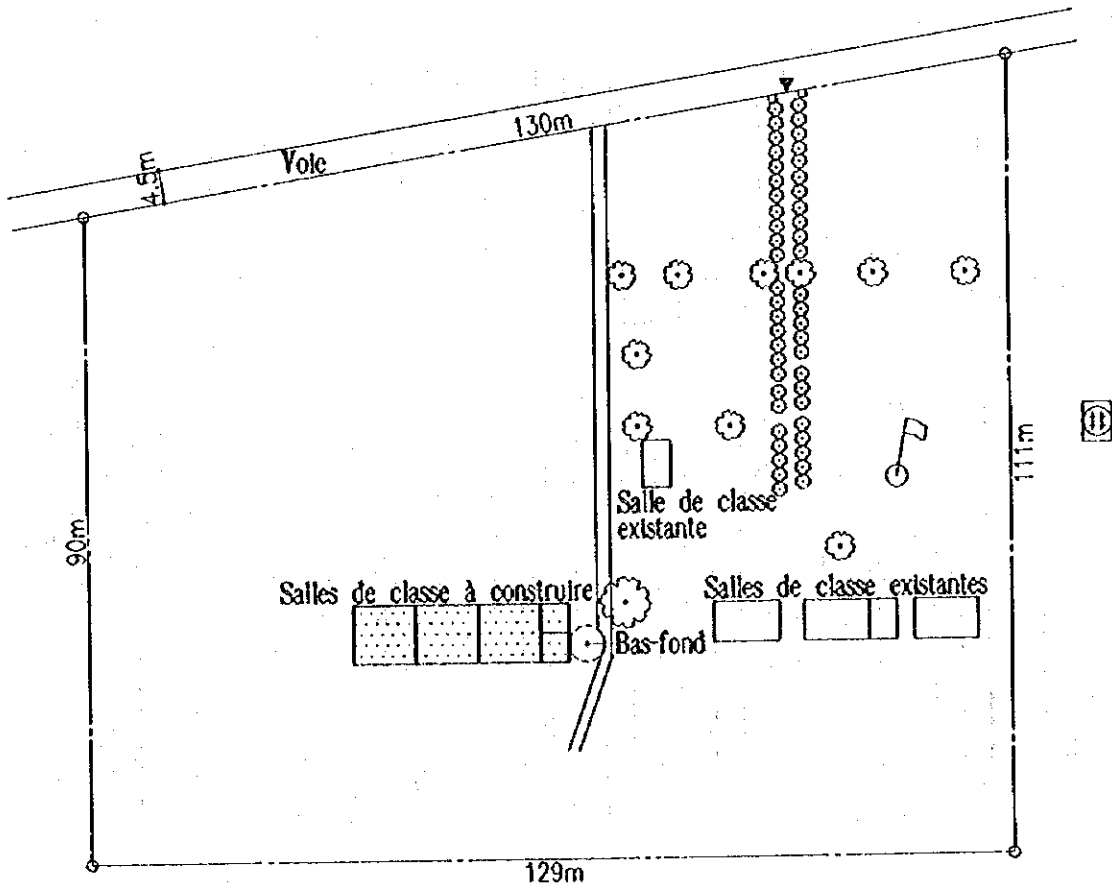 130m
Voie
4.5m
90m
111m
Salle de classe
existante
Salles de classe à construire
Salles de classe existantes
Bas-fond
129m